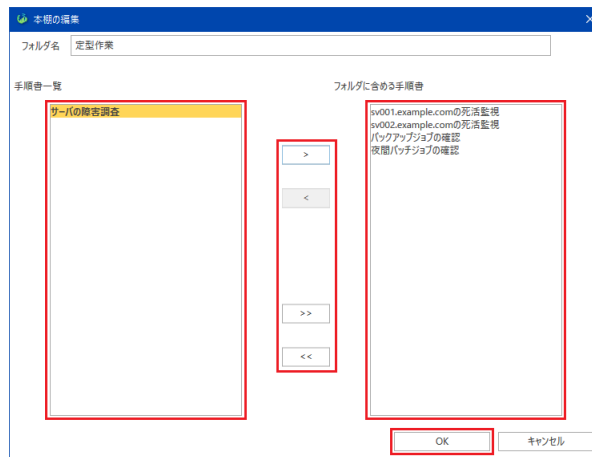 本棚の編集
フォルダ名 定型作業
手順書一覧
フォルダに含める手順書
サーバの障害調査
sv001.example.comの死活監視
sv002.example.comの死活監視
バックアップジョブの確認
夜間バッチジョブの確認
>
<
>>
<<
OK
キャンセル